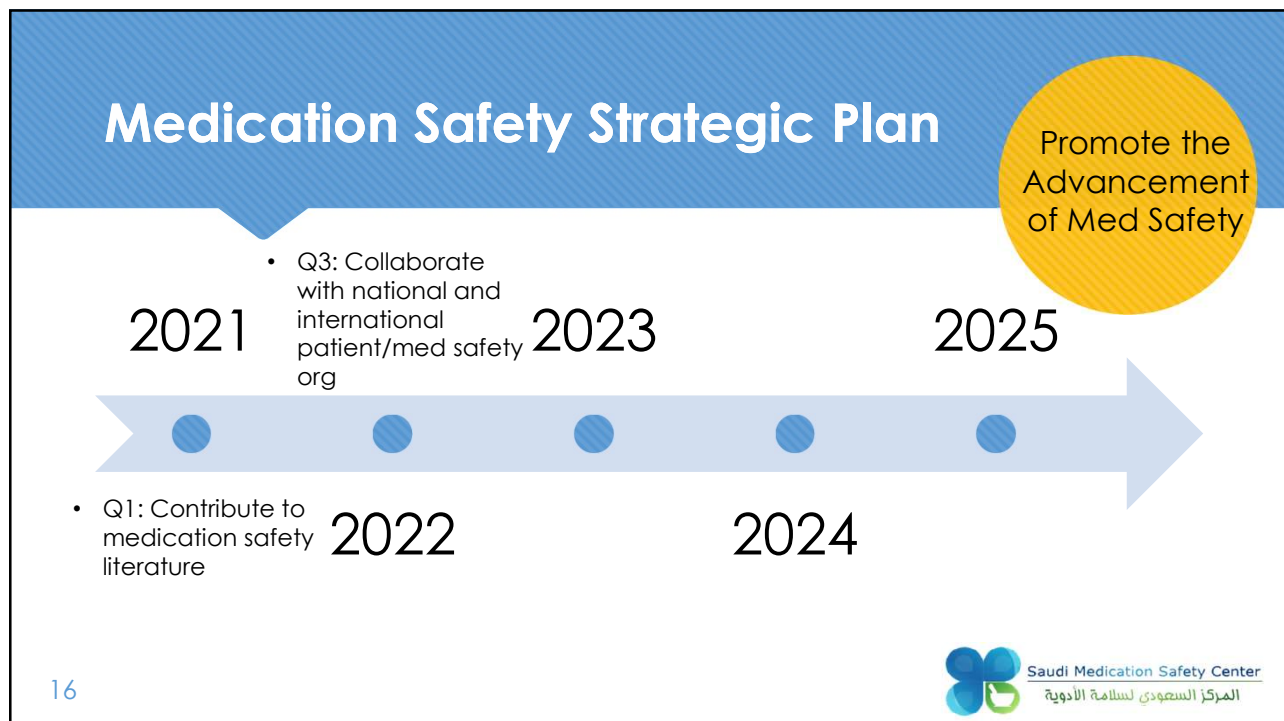 Medication Safety Strategic Plan
Promote the
Advancement
of Med Safety
• Q3: Collaborate
with national and
international
patient/med safety
org
2021
2023
2025
• Q1: Contribute to
medication safety
literature
2022
2024
16
Saudi Medication Safety Center
المركز السعودي لسلامة الأدوية